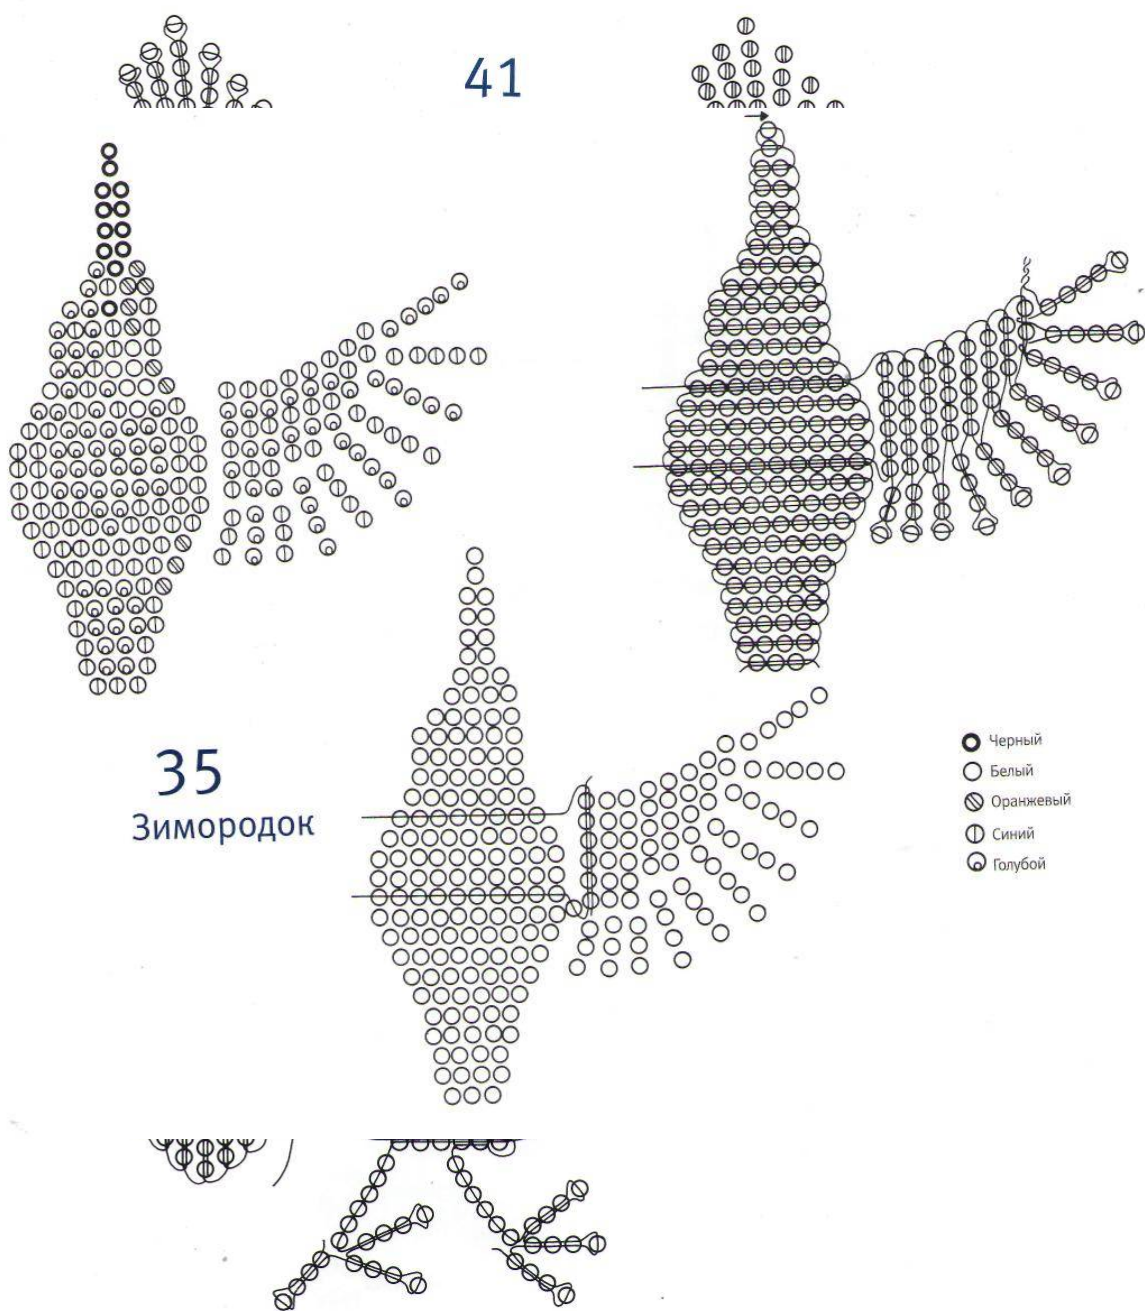 41
35
Зимородок
Черный
Белый
Оранжевый
Синий
Голубой